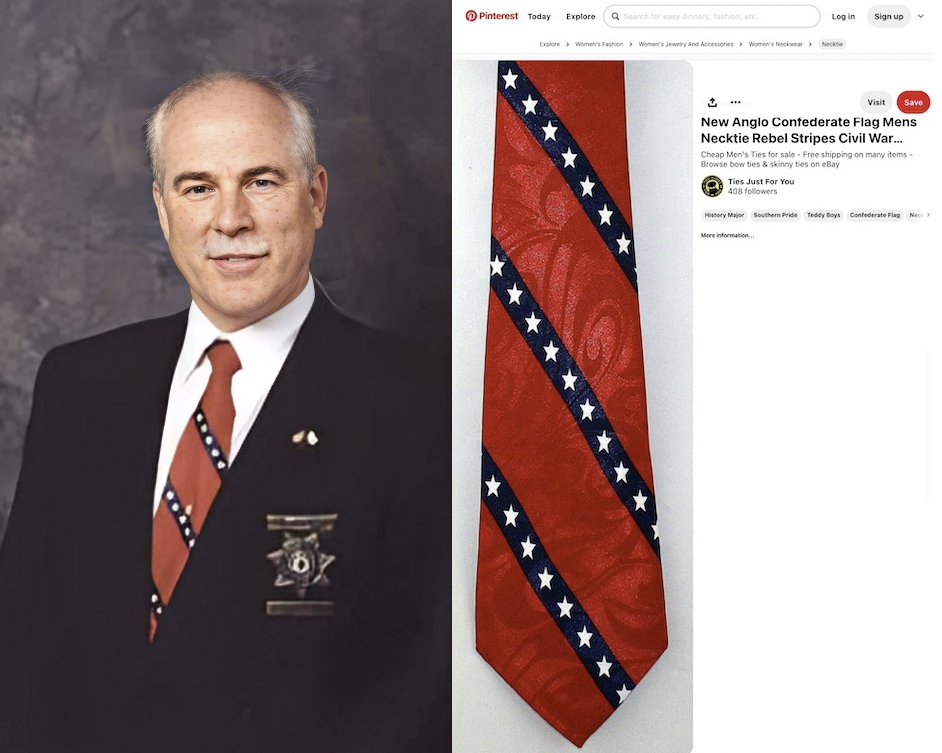 Pinterest
Today
Explore
Search for easy dinners, fashion, etc.
Log in
Sign up
Explore > Women's Fashion > Women's Jewelry And Accessories > Women's Neckwear > Necktie
Visit
Save
New Anglo Confederate Flag Mens
Necktie Rebel Stripes Civil War...
Cheap Men's Ties for sale - Free shipping on many items -
Browse bow ties & skinny ties on eBay
Ties Just For You
408 followers
History Major
Southern Pride
Teddy Boys
Confederate Flag
More information...